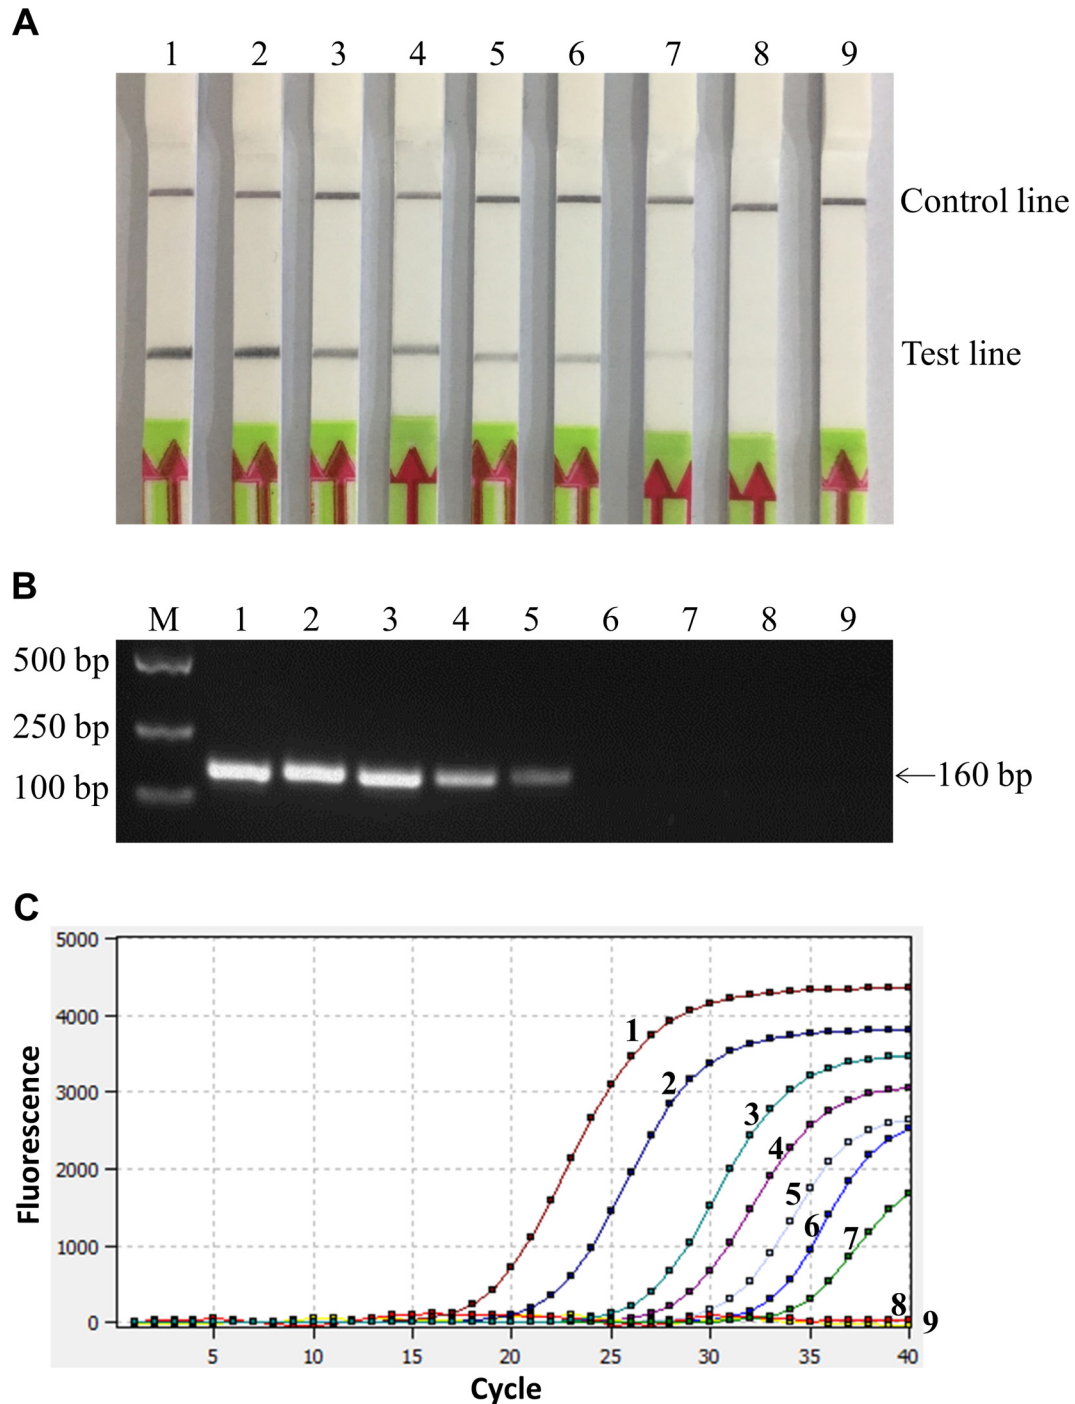 A
1 2 3 4 5 6 7 8 9
Control line
Test line
B
M 1 2 3 4 5 6 7 8 9
500 bp
250 bp
100 bp
160 bp
C
5000
4000
3000
2000
1000
0
Fluorescence
1
2
3
4
5
6
7
8
9
5 10 15 20 25 30 35 40
Cycle